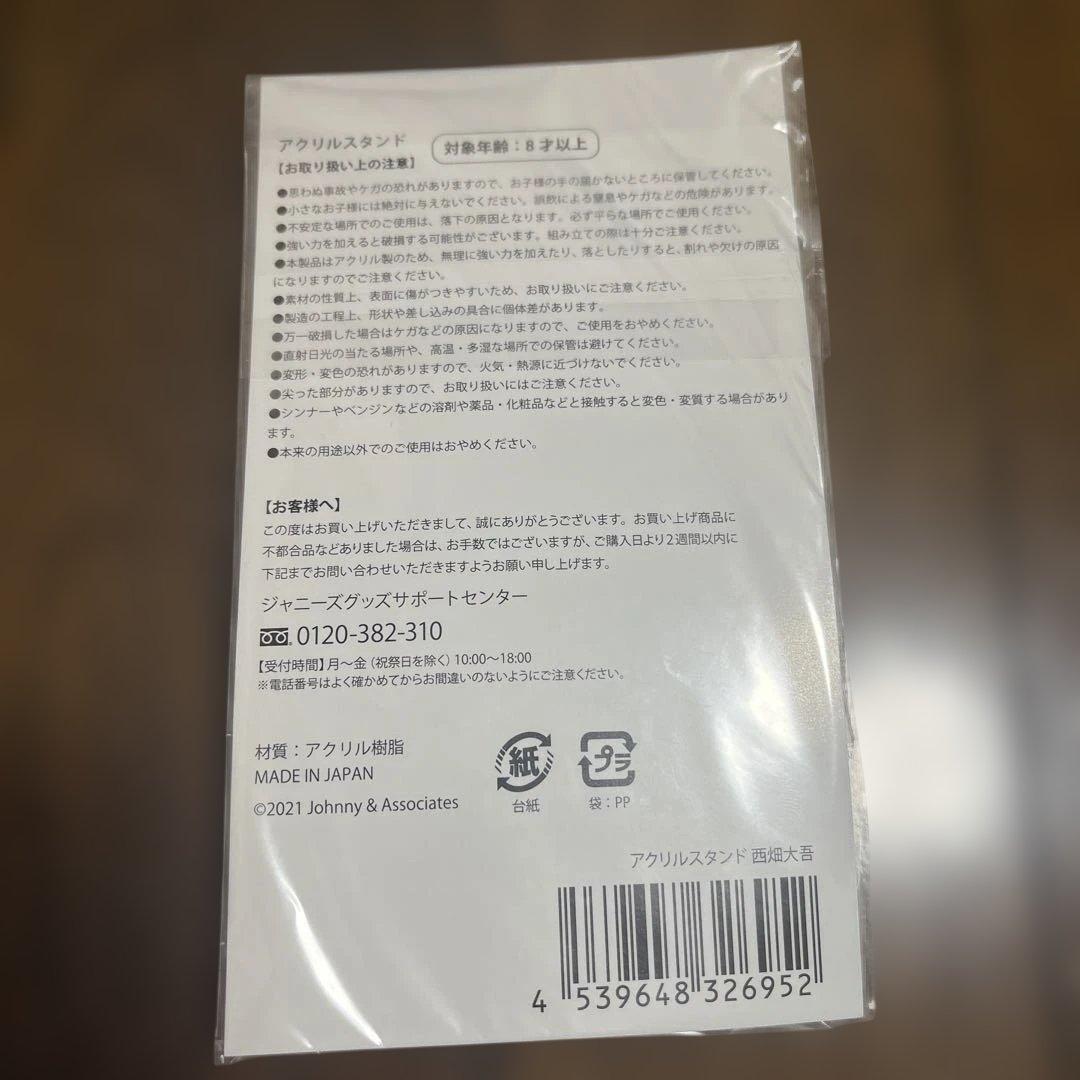 アクリルスタンド
対象年齢：8才以上
【お取り扱い上の注意】
●思わぬ事故やケガの恐れがありますので、お子様の手の届かないところに保管してください。
●小さなお子様には絶対に与えないでください。誤飲による窒息やケガなどの危険があります。
●不安定な場所でのご使用は、落下の原因となります。必ず平らな場所でご使用ください。
●強い力を加えると破損する可能性がございます。組み立ての際は十分ご注意ください。
●本製品はアクリル製のため、無理に強い力を加えたり、落としたりすると、割れや欠けの原因
になりますのでご注意ください。
●素材の性質上、表面に傷がつきやすいため、お取り扱いにご注意ください。
●製造の工程上、形状や差し込みの具合に個体差があります。
●万一破損した場合はケガなどの原因になりますので、ご使用をおやめください。
●直射日光の当たる場所や、高温・多湿な場所での保管は避けてください。
●変形・変色の恐れがありますので、火気・熱源に近づけないでください。
●尖った部分がありますので、お取り扱いにはご注意ください。
●シンナーやベンジンなどの溶剤や薬品・化粧品などと接触すると変色・変質する場合があり
ます。
●本来の用途以外でのご使用はおやめください。
【お客様へ】
この度はお買い上げいただきまして、誠にありがとうございます。お買い上げ商品に
不都合品などありました場合は、お手数ではございますが、ご購入日より2週間以内に
下記までお問い合わせいただきますようお願い申し上げます。
ジャニーズグッズサポートセンター
0120-382-310
【受付時間】月～金（祝祭日を除く）10:00～18:00
※電話番号はよく確かめてからお間違いのないようにご注意ください。
材質：アクリル樹脂
MADE IN JAPAN
©2021 Johnny & Associates
紙
台紙
プラ
袋：PP
アクリルスタンド 西畑大吾
4 539648 326952